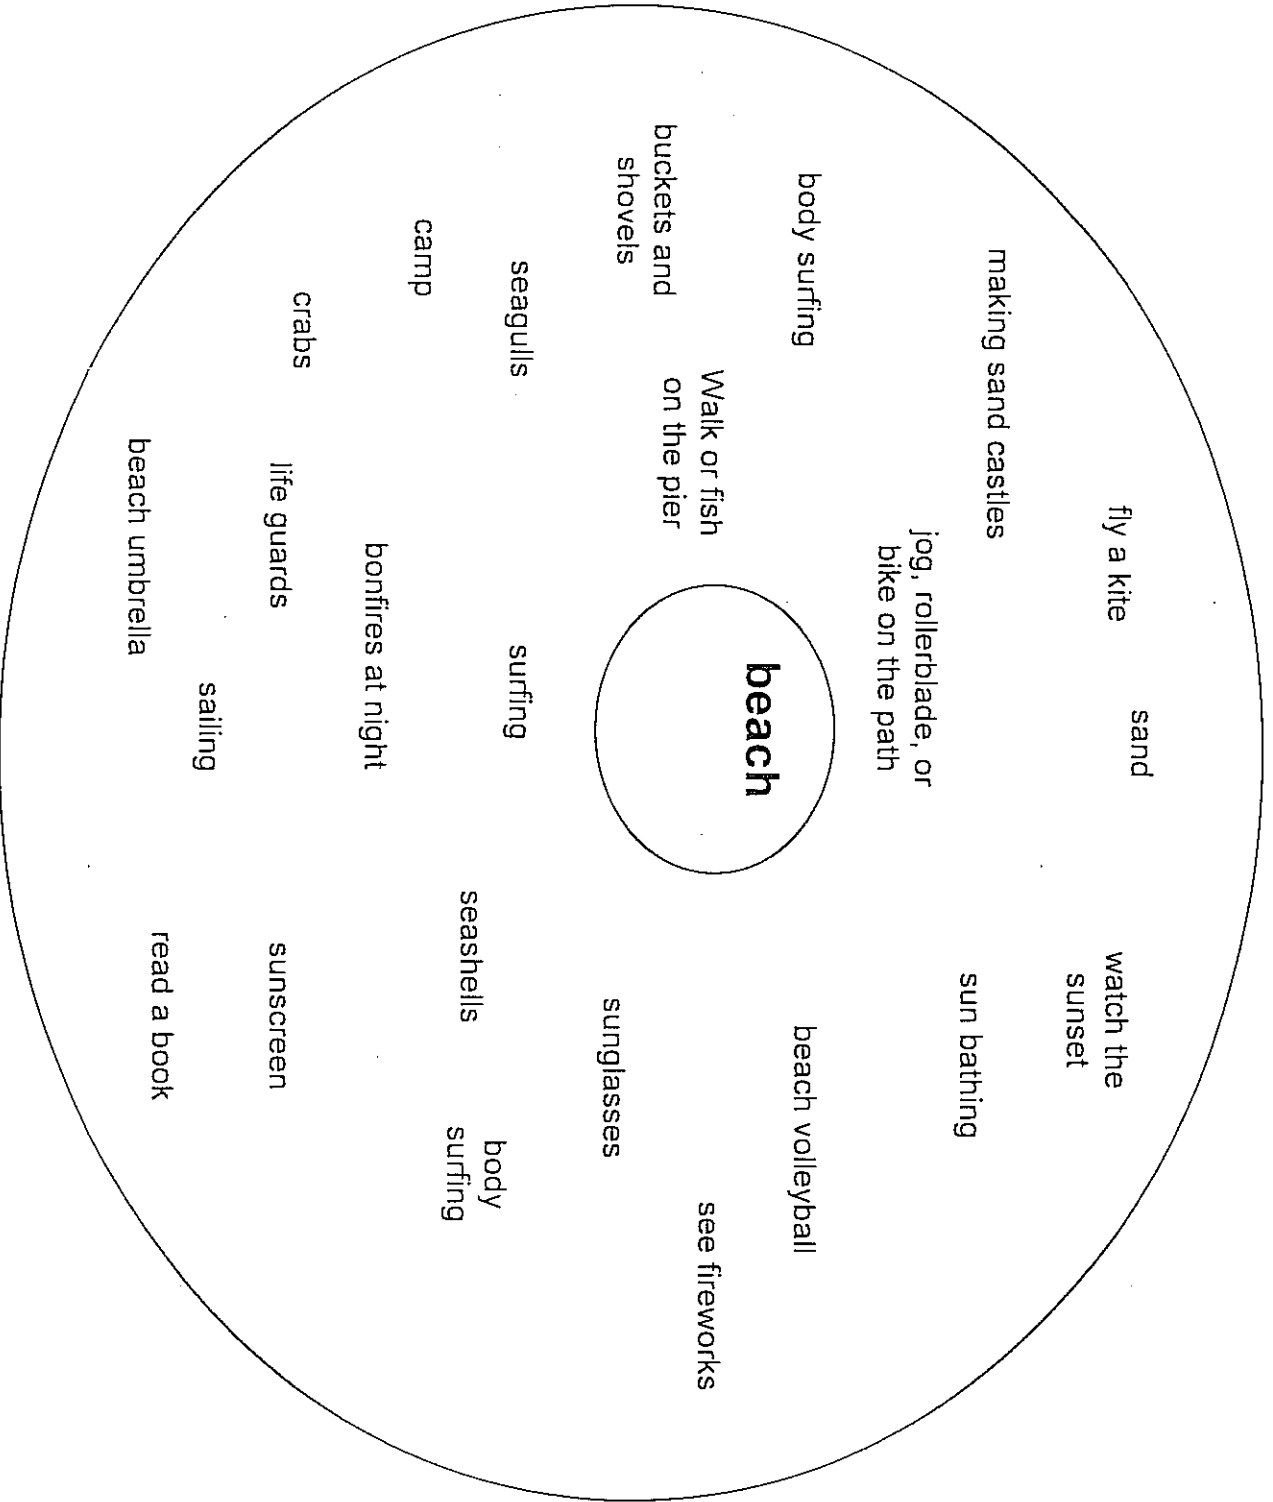 fly a kite
sand
watch the
sunset
making sand castles
sun bathing
jog, rollerblade, or
bike on the path
body surfing
beach volleyball
beach
Walk or fish
on the pier
see fireworks
buckets and
shovels
sunglasses
seagulls
surfing
body
surfing
seashells
camp
bonfires at night
crabs
life guards
sunscreen
sailing
beach umbrella
read a book